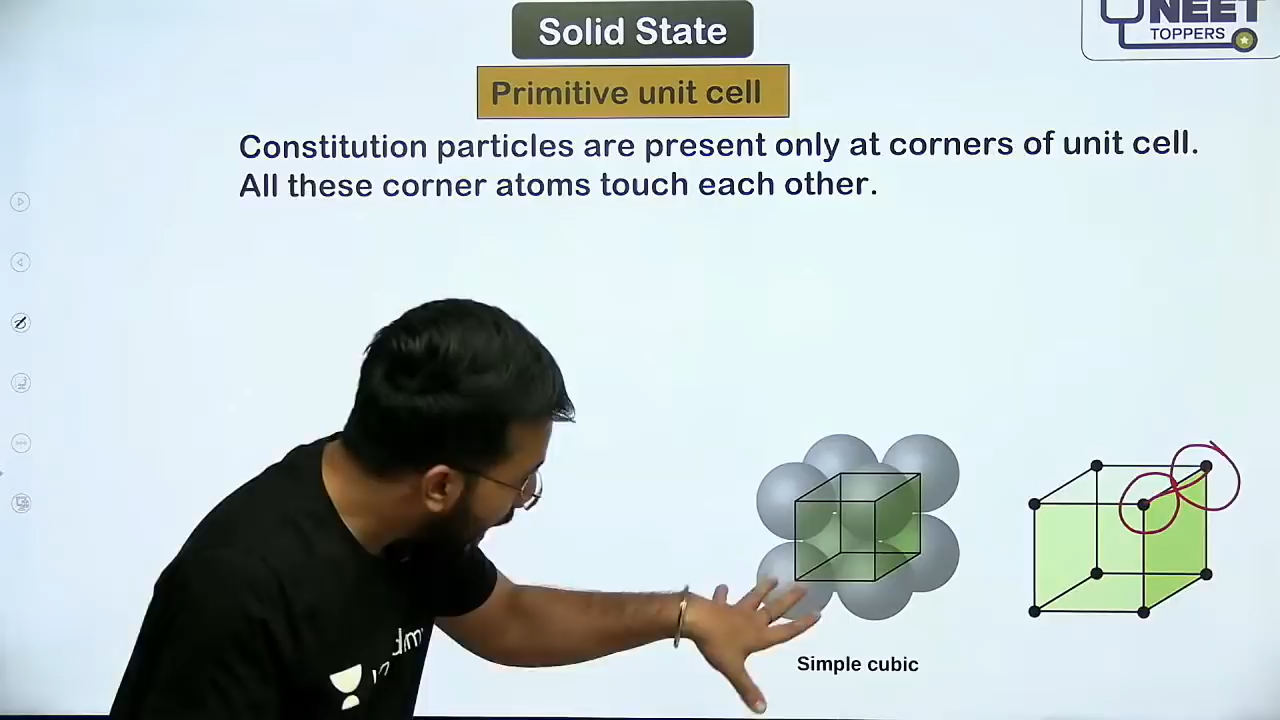 Solid State
NEET
TOPPERS
Primitive unit cell
Constitution particles are present only at corners of unit cell.
All these corner atoms touch each other.
Simple cubic